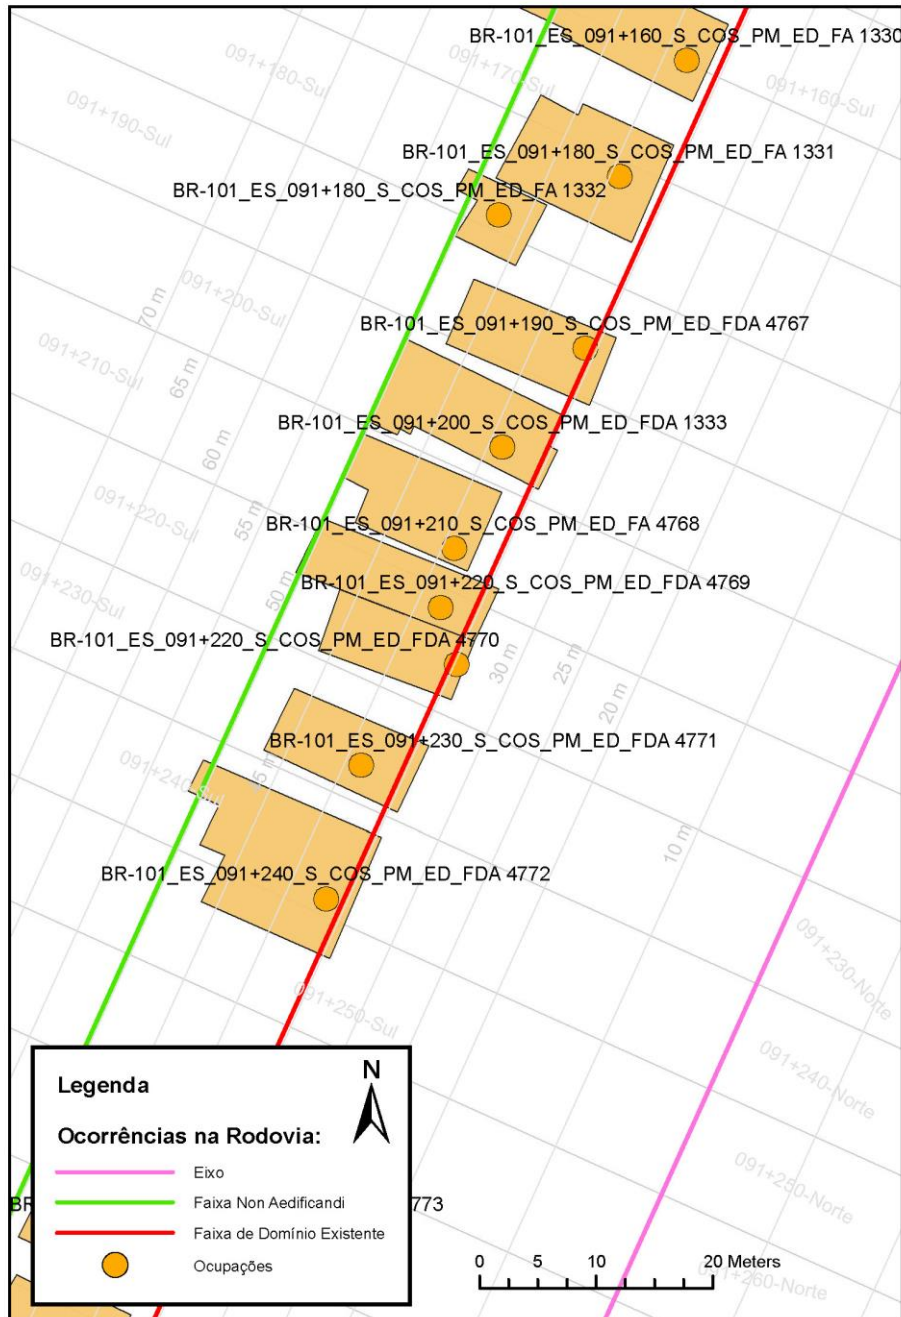 BR-101_ES_091+160_S_COS_PM_ED_FA 1330
091+180-Sul
091+170-Sul
091+160-Sul
091+190-Sul
BR-101_ES_091+180_S_COS_PM_ED_FA 1331
BR-101_ES_091+180_S_COS_PM_ED_FA 1332
091+200-Sul
70 m
BR-101_ES_091+190_S_COS_PM_ED_FDA 4767
091+210-Sul
65 m
BR-101_ES_091+200_S_COS_PM_ED_FDA 1333
60 m
091+220-Sul
55 m
BR-101_ES_091+210_S_COS_PM_ED_FA 4768
091+230-Sul
50 m
BR-101_ES_091+220_S_COS_PM_ED_FDA 4769
BR-101_ES_091+220_S_COS_PM_ED_FDA 4770
30 m
25 m
20 m
BR-101_ES_091+230_S_COS_PM_ED_FDA 4771
091+240-Sul
45 m
10 m
BR-101_ES_091+240_S_COS_PM_ED_FDA 4772
091+230-Norte
091+250-Sul
091+240-Norte
091+250-Norte
091+260-Norte
Legenda
N
Ocorrências na Rodovia:
Eixo
Faixa Non Aedificandi
BR
773
Faixa de Domínio Existente
Ocupações
0 5 10 20 Meters